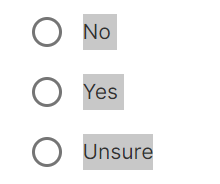 No
Yes
Unsure